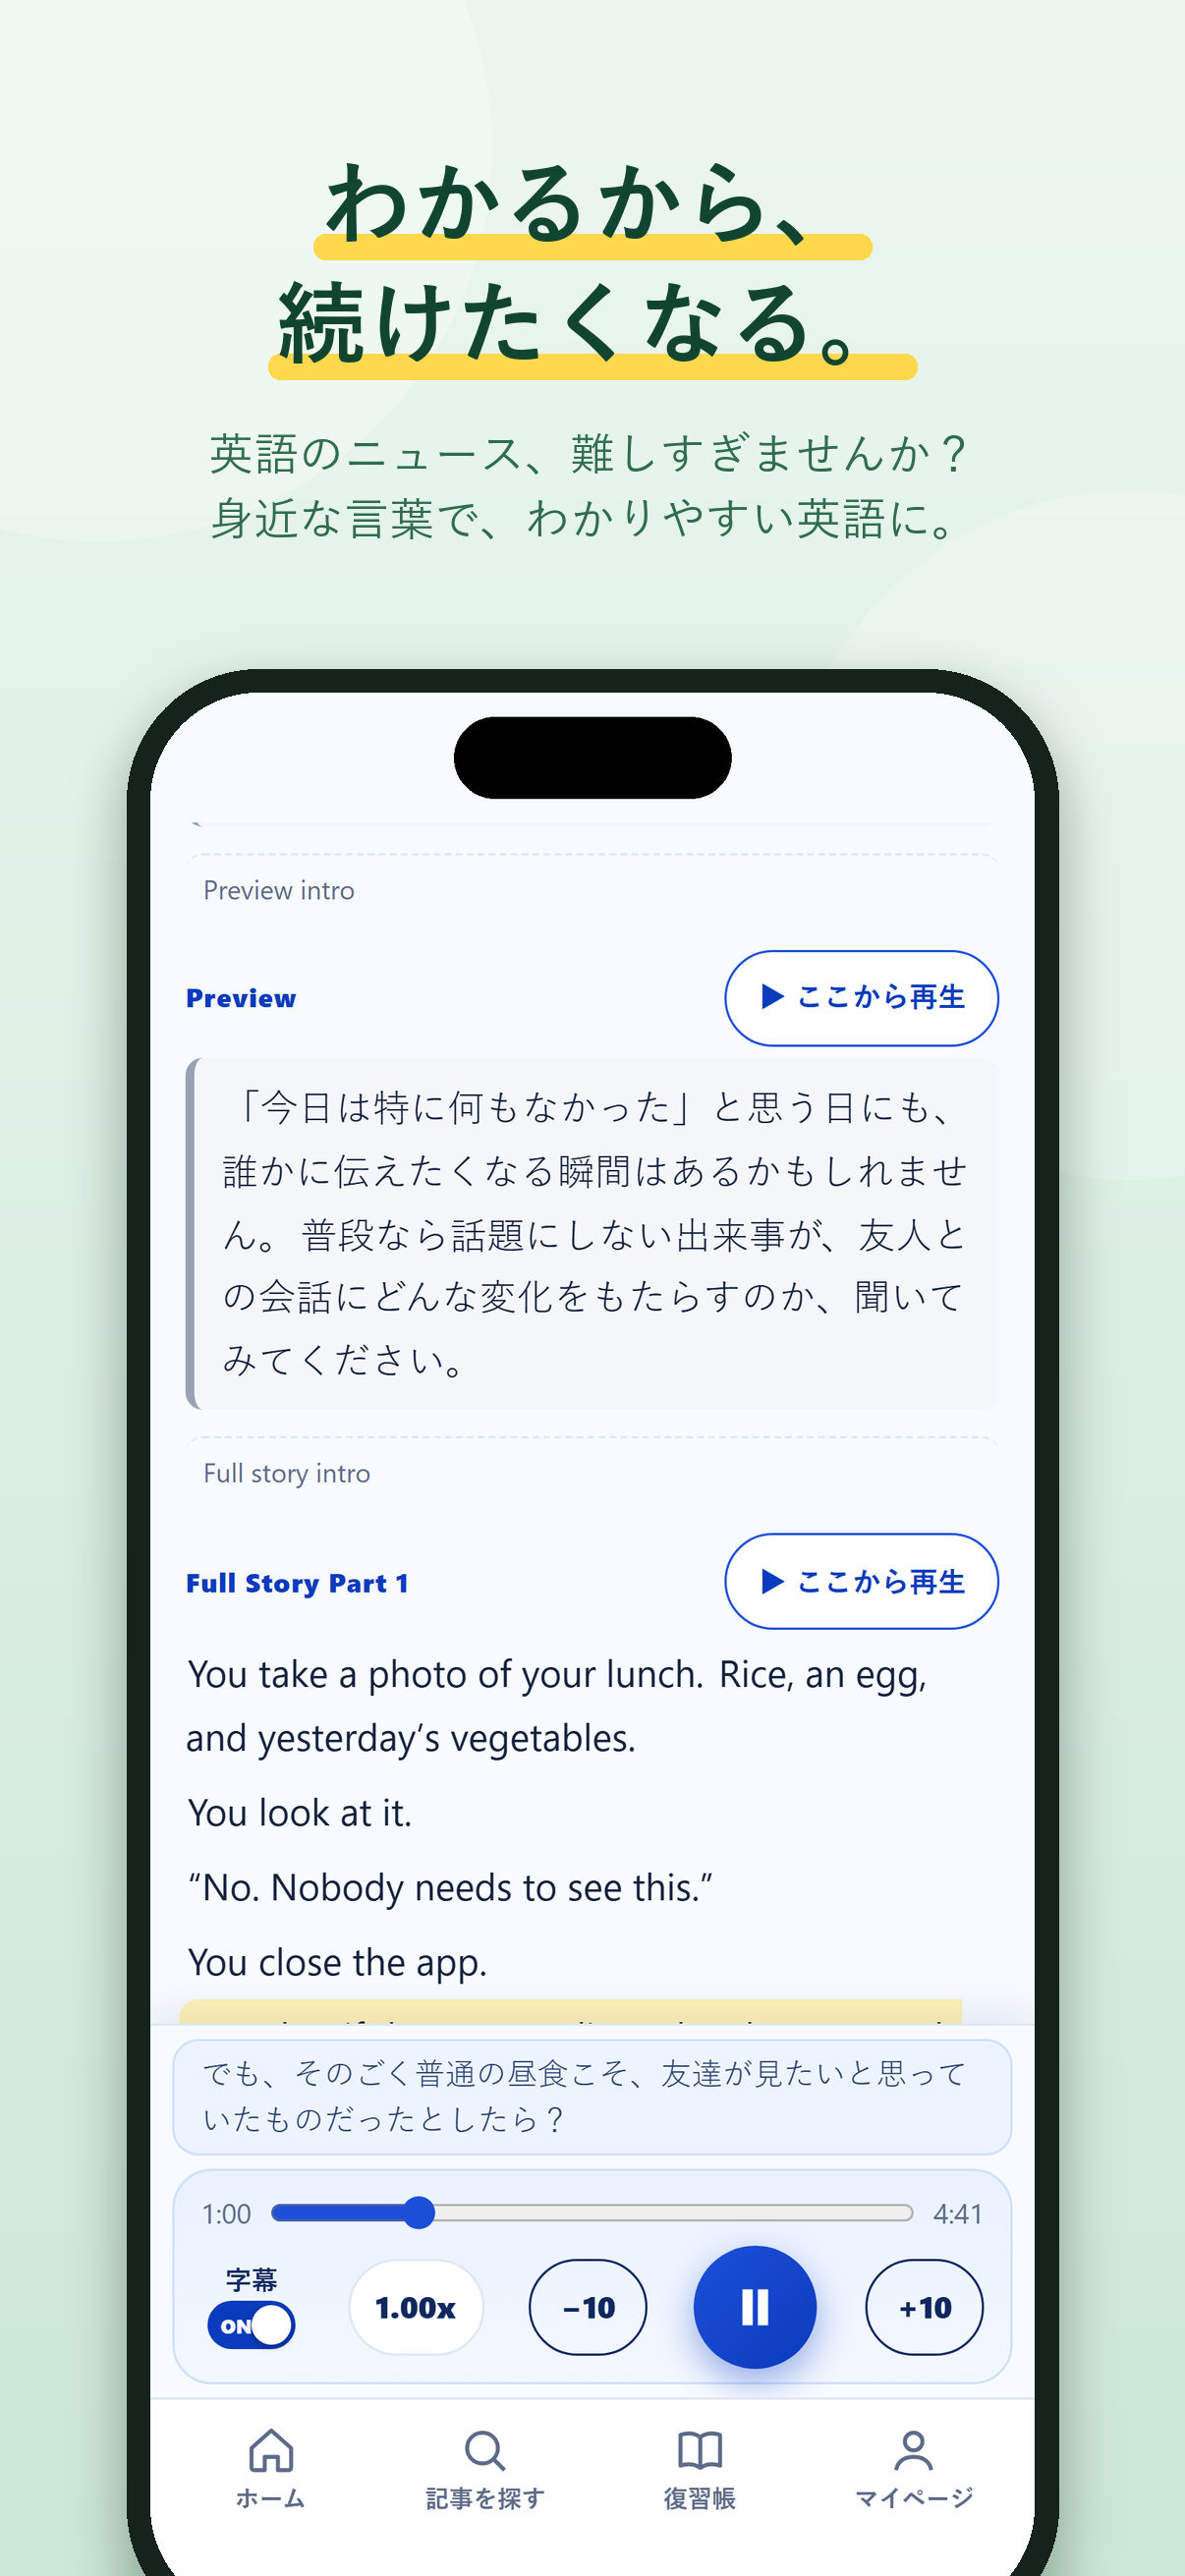 わかるから、
続けたくなる。
英語のニュース、難しすぎませんか？
身近な言葉で、わかりやすい英語に。
Preview intro
Preview
▶ ここから再生
「今日は特に何もなかった」と思う日にも、
誰かに伝えたくなる瞬間はあるかもしれませ
ん。 普段なら話題にしない出来事が、友人と
の会話にどんな変化をもたらすのか、聞いて
みてください。
Full story intro
Full Story Part 1
▶ ここから再生
You take a photo of your lunch. Rice, an egg,
and yesterday’s vegetables.
You look at it.
“No. Nobody needs to see this.”
You close the app.
でも、そのごく普通の昼食こそ、友達が見たいと思って
いたものだったとしたら？
1:00
4:41
字幕
ON
1.00x
−10
+10
ホーム
記事を探す
復習帳
マイページ